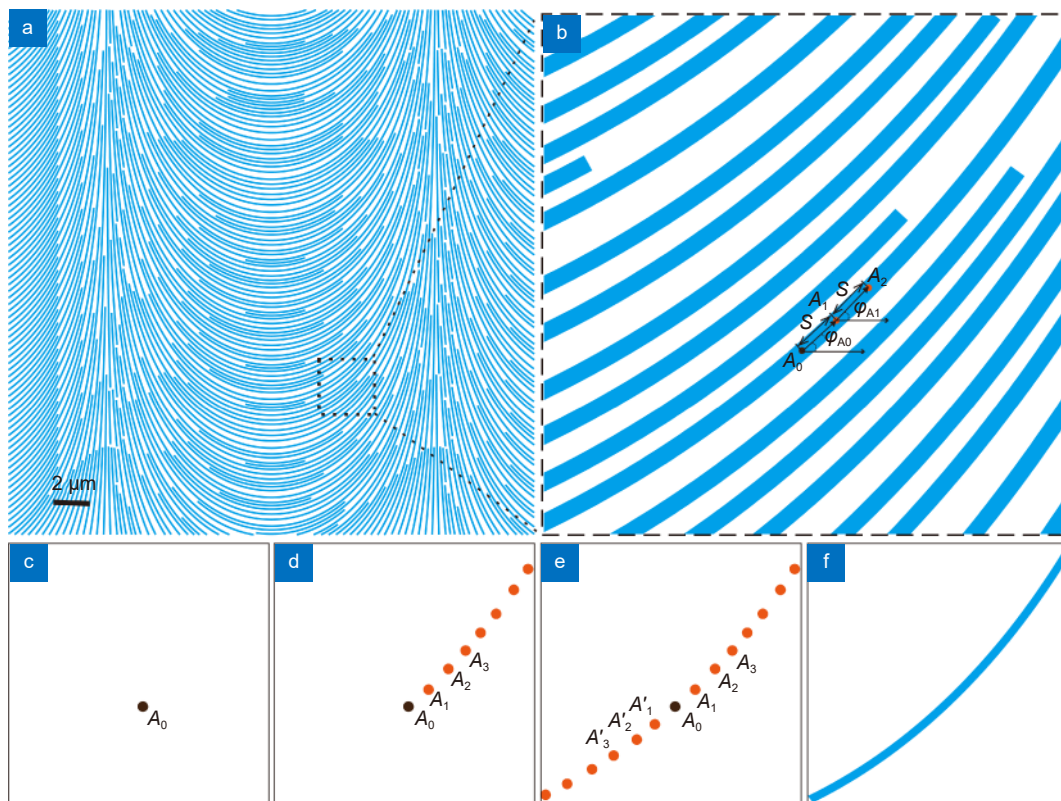 a
2 μm
b
A₂
S
A₁
φA1
S
φA0
A₀
c
A₀
d
A₃
A₂
A₁
A₀
e
A₃
A₂
A₁
A₀
A′₁
A′₂
A′₃
f